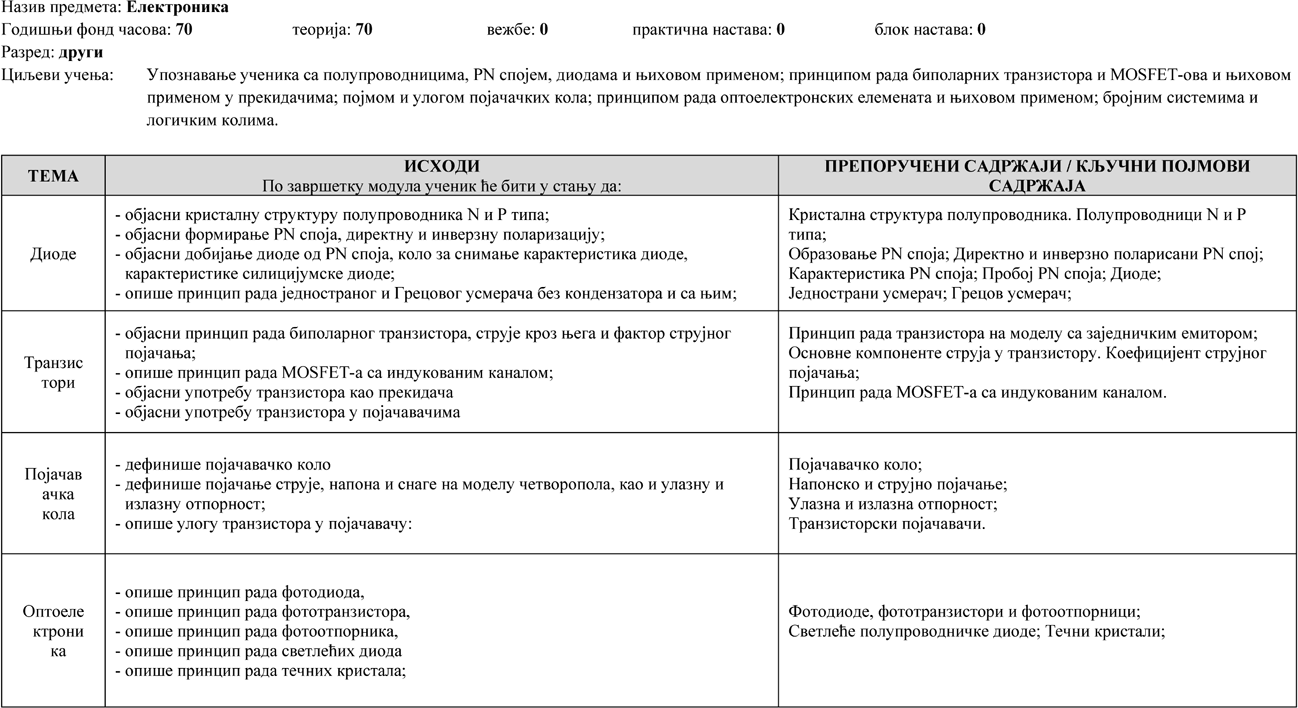 Назив предмета: Електроника
Годишњи фонд часова: 70 теорија: 70 вежбе: 0 практична настава: 0 блок настава: 0
Разред: други
Циљеви учења: Упознавање ученика са полупроводницима, PN спојем, диодама и њиховом применом; принципом рада биполарних транзистора и MOSFET-ова и њиховом
применом у прекидачима; појмом и улогом појачачких кола; принципом рада оптоелектронских елемената и њиховом применом; бројним системима и
логичким колима.
ТЕМА
ИСХОДИ
По завршетку модула ученик ће бити у стању да:
ПРЕПОРУЧЕНИ САДРЖАЈИ / КЉУЧНИ ПОЈМОВИ
САДРЖАЈА
Диоде
- објасни кристалну структуру полупроводника N и P типа;
- објасни формирање PN споја, директну и инверзну поларизацију;
- објасни добијање диоде од PN споја, коло за снимање карактеристика диоде,
карактеристике силицијумске диоде;
- опише принцип рада једностраног и Грецовог усмерача без кондензатора и са њим;
Кристална структура полупроводника. Полупроводници N и P
типа;
Образовање PN споја; Директно и инверзно поларисани PN спој;
Карактеристика PN споја; Пробој PN споја; Диоде;
Једнострани усмерач; Грецов усмерач;
Транзис
тори
- објасни принцип рада биполарног транзистора, струје кроз њега и фактор струјног
појачања;
- опише принцип рада MOSFET-а са индукованим каналом;
- објасни употребу транзистора као прекидача
- објасни употребу транзистора у појачавачима
Принцип рада транзистора на моделу са заједничким емитором;
Основне компоненте струја у транзистору. Коефицијент струјног
појачања;
Принцип рада MOSFET-а са индукованим каналом.
Појачав
ачка
кола
- дефинише појачавачко коло
- дефинише појачање струје, напона и снаге на моделу четворопола, као и улазну и
излазну отпорност;
- опише улогу транзистора у појачавачу:
Појачавачко коло;
Напонско и струјно појачање;
Улазна и излазна отпорност;
Транзисторски појачавачи.
Оптоеле
ктрони
ка
- опише принцип рада фотодиода,
- опише принцип рада фототранзистора,
- опише принцип рада фотоотпорника,
- опише принцип рада светлећих диода
- опише принцип рада течних кристала;
Фотодиоде, фототранзистори и фотоотпорници;
Светлеће полупроводничке диоде; Течни кристали;